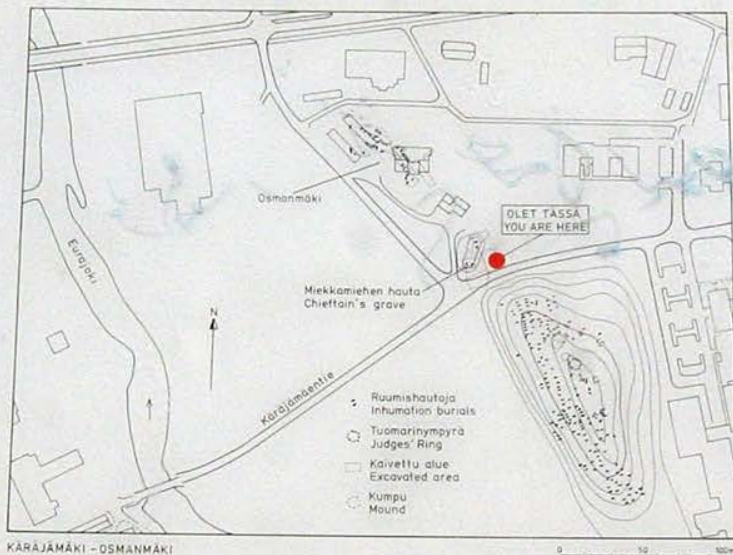 Osmanmäki
OLET TÄSSÄ
YOU ARE HERE
Eurajoki
Miekkamiehen hauta
Chieftain's grave
N
Käräjämäentie
Ruumishautoja
Inhumation burials
Tuomarinympyrä
Judges' Ring
Kaivettu alue
Excavated area
Kumpu
Mound
KÄRÄJÄMÄKI - OSMANMÄKI
0 50 100m